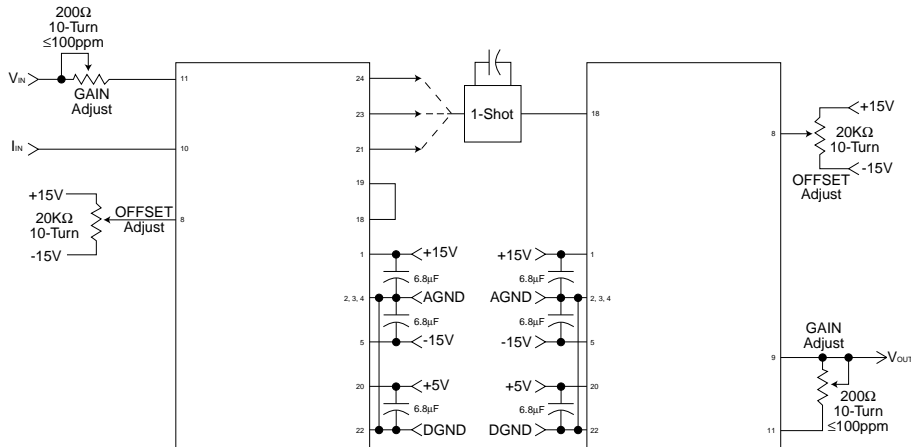 200Ω
10-Turn
≤100ppm
VIN
GAIN
Adjust
11
IIN
10
+15V
20KΩ
10-Turn
-15V
OFFSET
Adjust
8
24
23
21
19
18
1
+15V
6.8µF
2, 3, 4
AGND
6.8µF
5
-15V
20
+5V
6.8µF
22
DGND
1-Shot
18
+15V
1
6.8µF
AGND
2, 3, 4
6.8µF
-15V
5
+5V
20
6.8µF
DGND
22
8
+15V
20KΩ
10-Turn
-15V
OFFSET
Adjust
GAIN
Adjust
9
VOUT
200Ω
10-Turn
≤100ppm
11